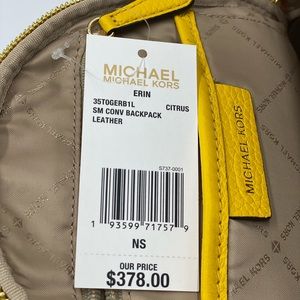 MICHAEL
MICHAEL KORS
ERIN
35T0GERB1L CITRUS
SM CONV BACKPACK
LEATHER
S737-0001
1 93599 71757 9
NS
OUR PRICE
$378.00
MICHAEL KORS